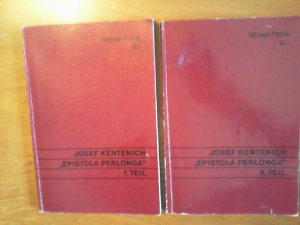 JOSEF KENTENICH
„EPISTOLA PERLONGA"
I. TEIL
JOSEF KENTENICH
„EPISTOLA PERLONGA"
II. TEIL